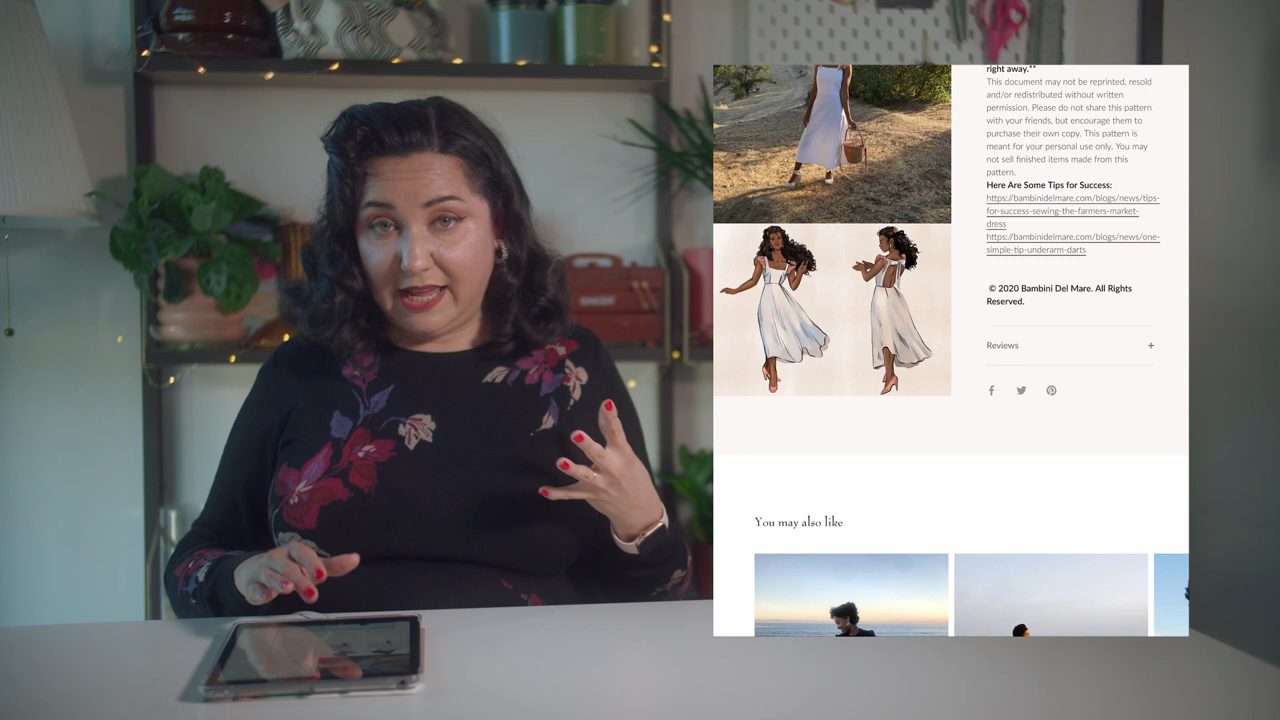 right away.**
This document may not be reprinted, resold
and/or redistributed without written
permission. Please do not share this pattern
with your friends, but encourage them to
purchase their own copy. This pattern is
meant for your personal use only. You may
not sell finished items made from this
pattern.
Here Are Some Tips for Success:
https://bambinidelmare.com/blogs/news/tips-
for-success-sewing-the-farmers-market-
dress
https://bambinidelmare.com/blogs/news/one-
simple-tip-underarm-darts
© 2020 Bambini Del Mare. All Rights
Reserved.
Reviews +
You may also like